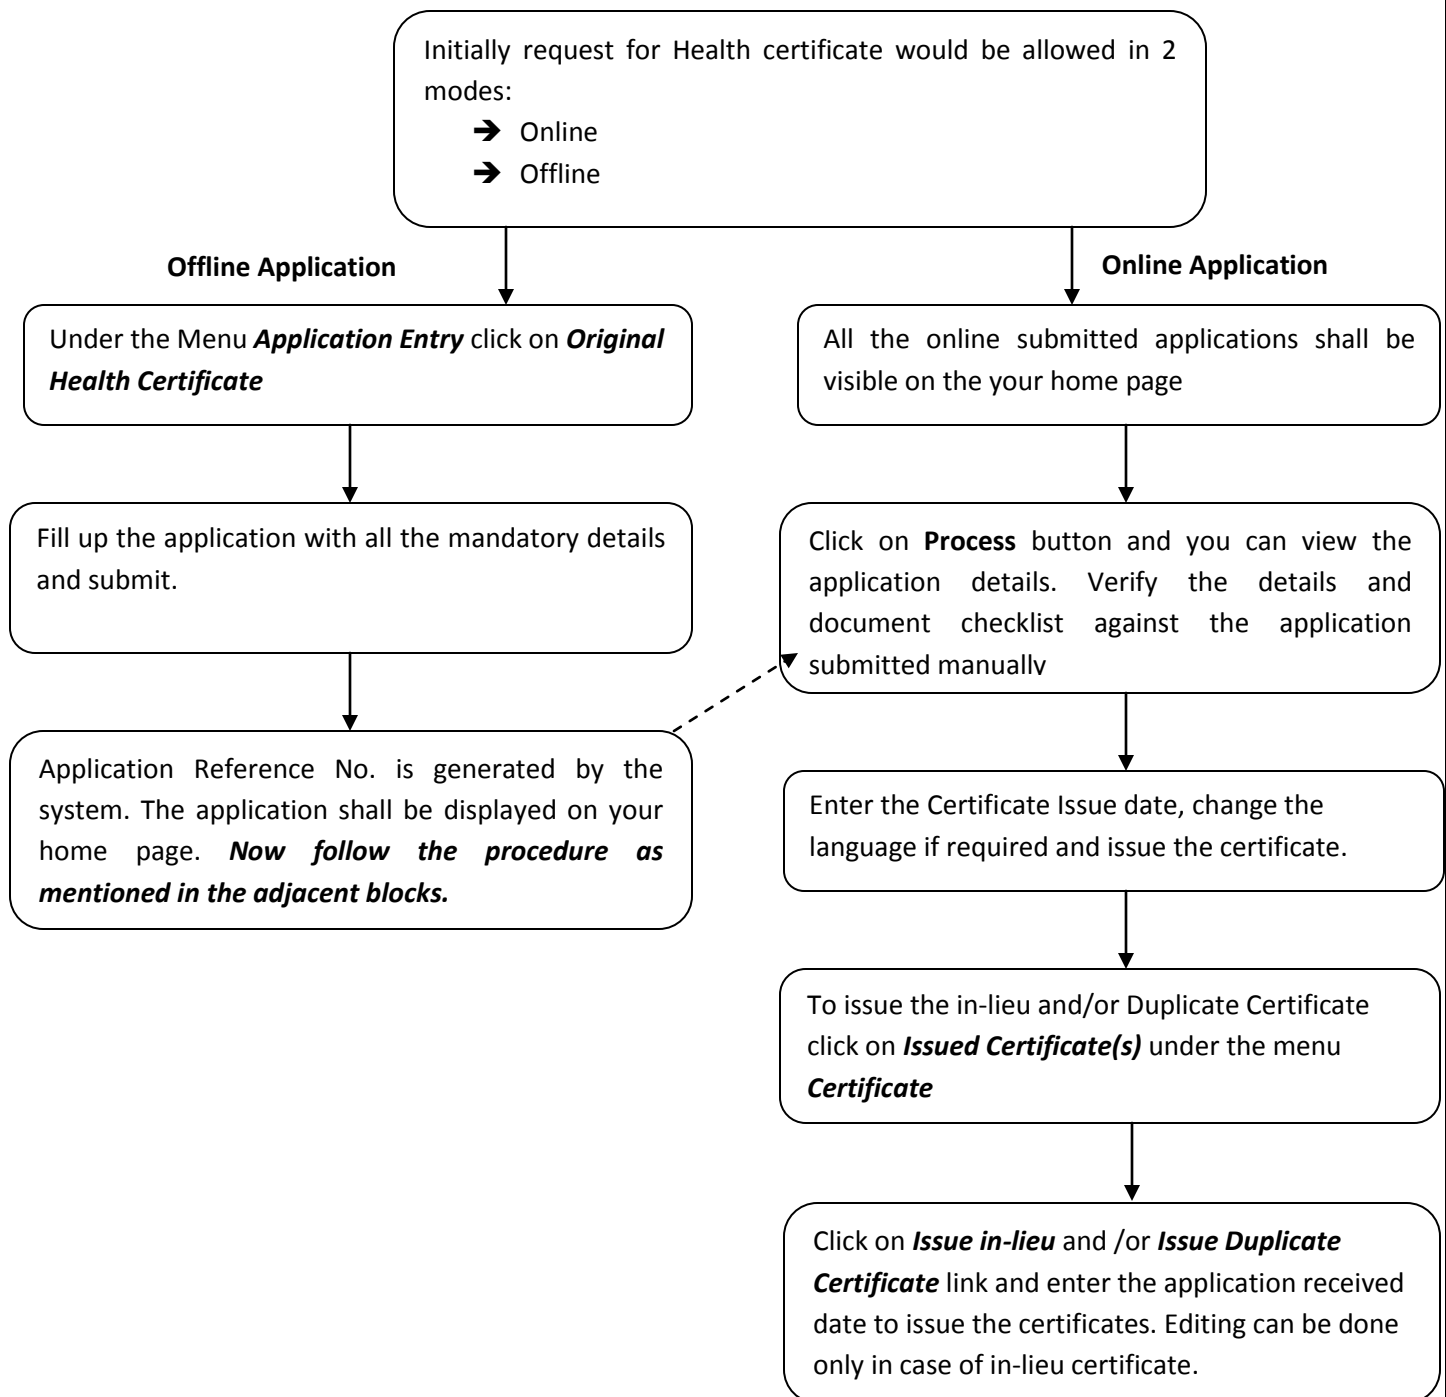 Initially request for Health certificate would be allowed in 2
modes:
➔ Online
➔ Offline
Offline Application
Under the Menu Application Entry click on Original
Health Certificate
Fill up the application with all the mandatory details
and submit.
Application Reference No. is generated by the
system. The application shall be displayed on your
home page. Now follow the procedure as
mentioned in the adjacent blocks.
Online Application
All the online submitted applications shall be
visible on the your home page
Click on Process button and you can view the
application details. Verify the details and
document checklist against the application
submitted manually
Enter the Certificate Issue date, change the
language if required and issue the certificate.
To issue the in-lieu and/or Duplicate Certificate
click on Issued Certificate(s) under the menu
Certificate
Click on Issue in-lieu and /or Issue Duplicate
Certificate link and enter the application received
date to issue the certificates. Editing can be done
only in case of in-lieu certificate.